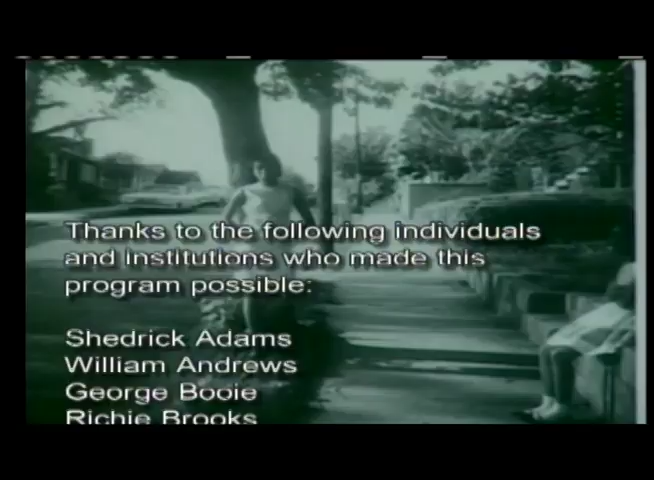 Thanks to the following individuals
and institutions who made this
program possible:
Shedrick Adams
William Andrews
George Booie
Richie Brooks